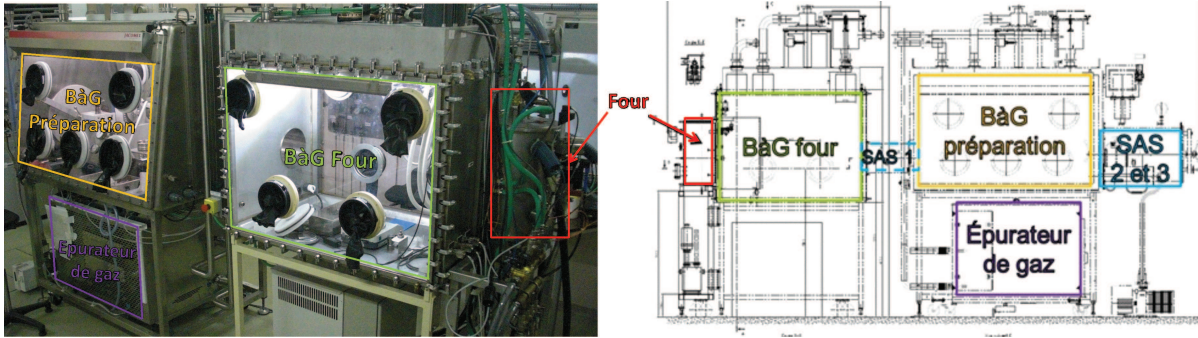 BàG
Préparation
BàG Four
Epurateur
de gaz
Four
BàG four
SAS 1
BàG
préparation
SAS
2 et 3
Épurateur
de gaz